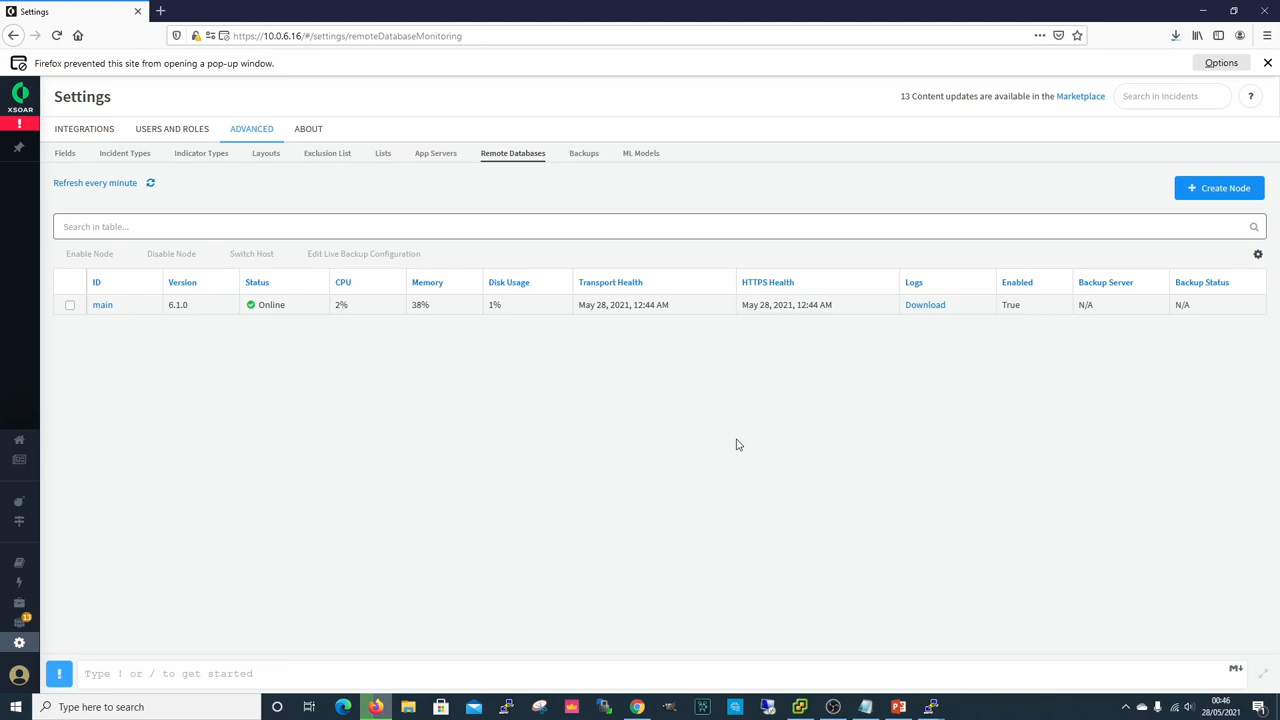 Settings
https://10.0.6.16/#/settings/remoteDatabaseMonitoring
Firefox prevented this site from opening a pop-up window.
Options
XSOAR
Settings
13 Content updates are available in the Marketplace
Search in Incidents
?
!
INTEGRATIONS USERS AND ROLES ADVANCED ABOUT
Fields Incident Types Indicator Types Layouts Exclusion List Lists App Servers Remote Databases Backups ML Models
Refresh every minute
+ Create Node
Search in table...
Enable Node Disable Node Switch Host Edit Live Backup Configuration
ID Version Status CPU Memory Disk Usage Transport Health HTTPS Health Logs Enabled Backup Server Backup Status
main 6.1.0 Online 2% 38% 1% May 28, 2021, 12:44 AM May 28, 2021, 12:44 AM Download True N/A N/A
13
! Type ! or / to get started
M
Type here to search
00:46
28/05/2021
1